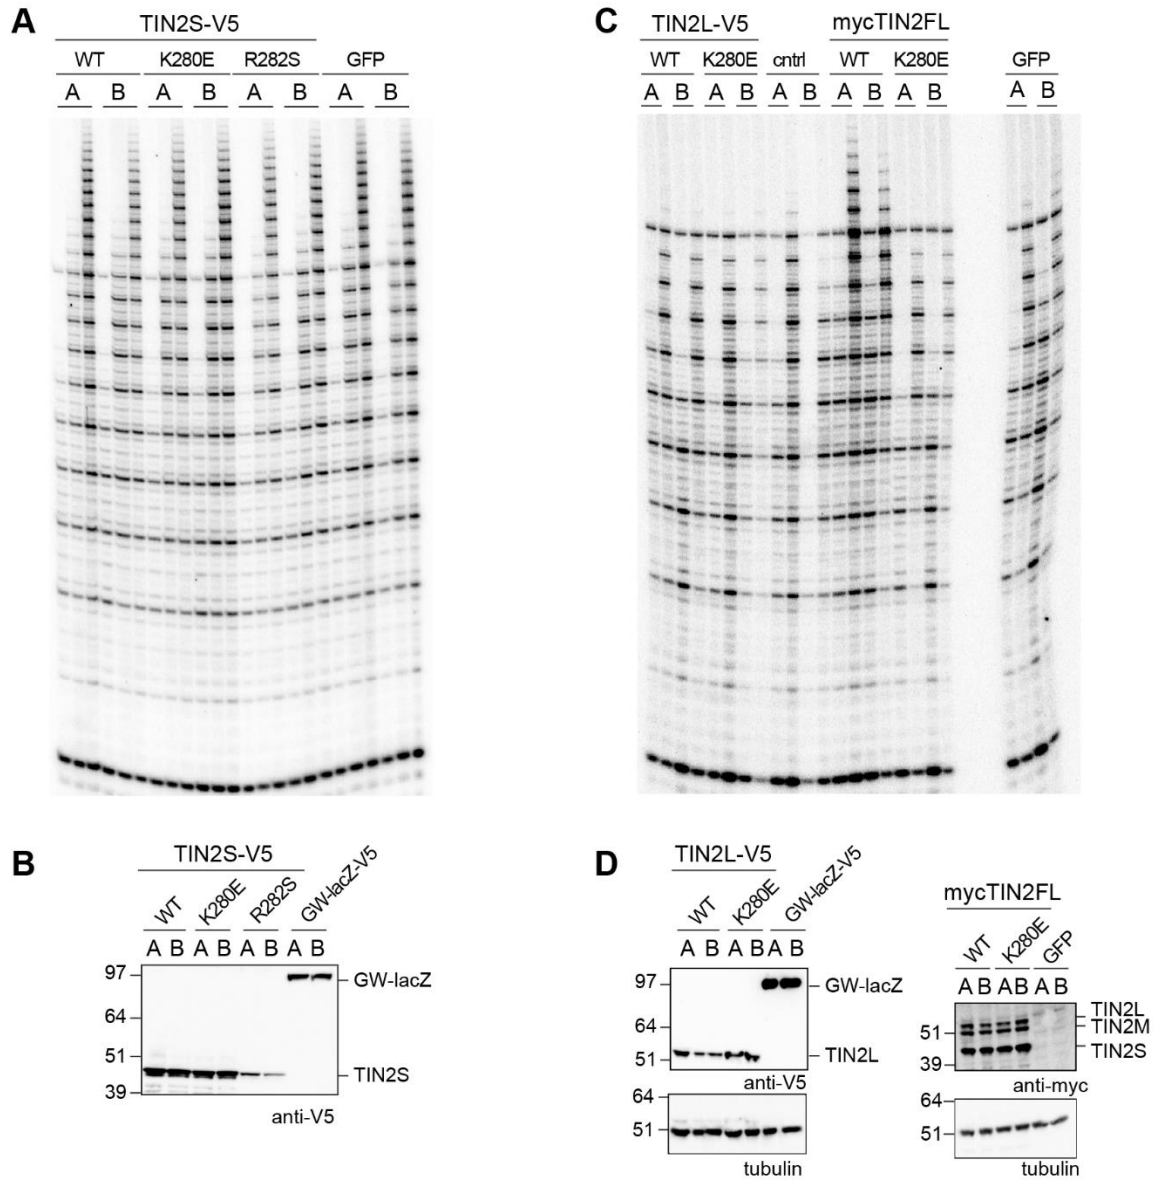 A
TIN2S-V5
WT K280E R282S GFP
A B A B A B A B
C
TIN2L-V5 mycTIN2FL
WT K280E cntrl WT K280E GFP
A B A B A B A B A B A B
B
TIN2S-V5
WT K280E R282S GW-lacZ-V5
A B A B A B A B
97
GW-lacZ
64
51
TIN2S
39
anti-V5
D
TIN2L-V5
WT K280E GW-lacZ-V5
A B A B A B
97
GW-lacZ
64
51
TIN2L
anti-V5
64
51
tubulin
mycTIN2FL
WT K280E GFP
A B A B A B
TIN2L
51
TIN2M
TIN2S
39
anti-myc
64
51
tubulin